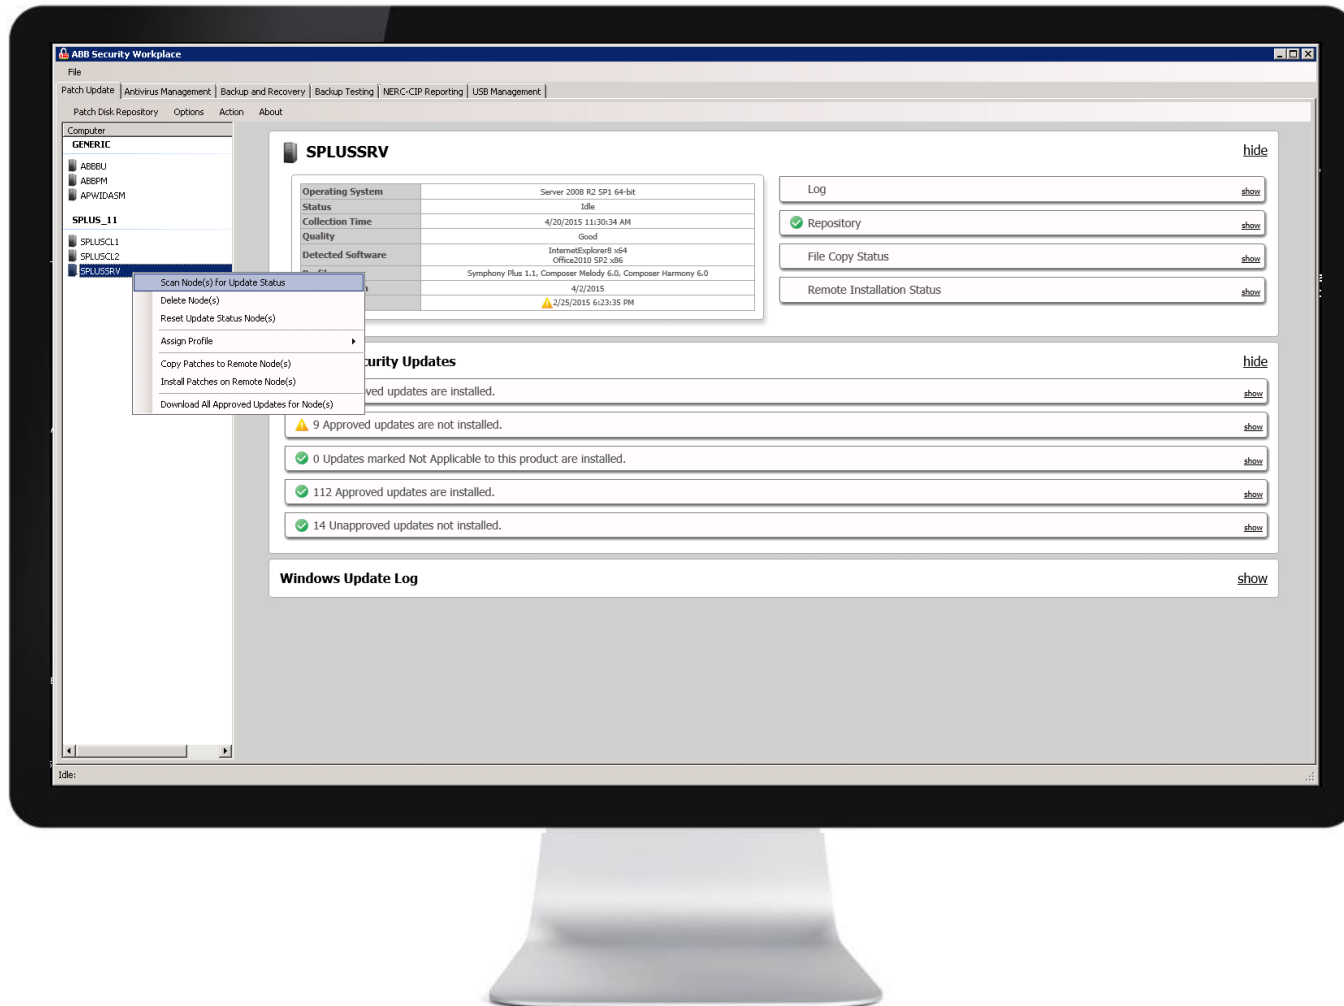 ABB Security Workplace
File
Patch Update Antivirus Management Backup and Recovery Backup Testing NERC-CIP Reporting USB Management
Patch Disk Repository Options Action About
Computer
GENERIC
ABBBU
ABBPM
APWIDASM
SPLUS_11
SPLUSCL1
SPLUSCL2
SPLUSSRV
Scan Node(s) for Update Status
Delete Node(s)
Reset Update Status Node(s)
Assign Profile
Copy Patches to Remote Node(s)
Install Patches on Remote Node(s)
Download All Approved Updates for Node(s)
SPLUSSRV hide
Operating System Server 2008 R2 SP1 64-bit
Status Idle
Collection Time 4/20/2015 11:30:34 AM
Quality Good
Detected Software InternetExplorer8 x64
Office2010 SP2 x86
Symphony Plus 1.1, Composer Melody 6.0, Composer Harmony 6.0
4/2/2015
2/25/2015 6:23:35 PM
Log show
Repository show
File Copy Status show
Remote Installation Status show
Updates hide
updates are installed. show
9 Approved updates are not installed. show
0 Updates marked Not Applicable to this product are installed. show
112 Approved updates are installed. show
14 Unapproved updates not installed. show
Windows Update Log show
Idle: